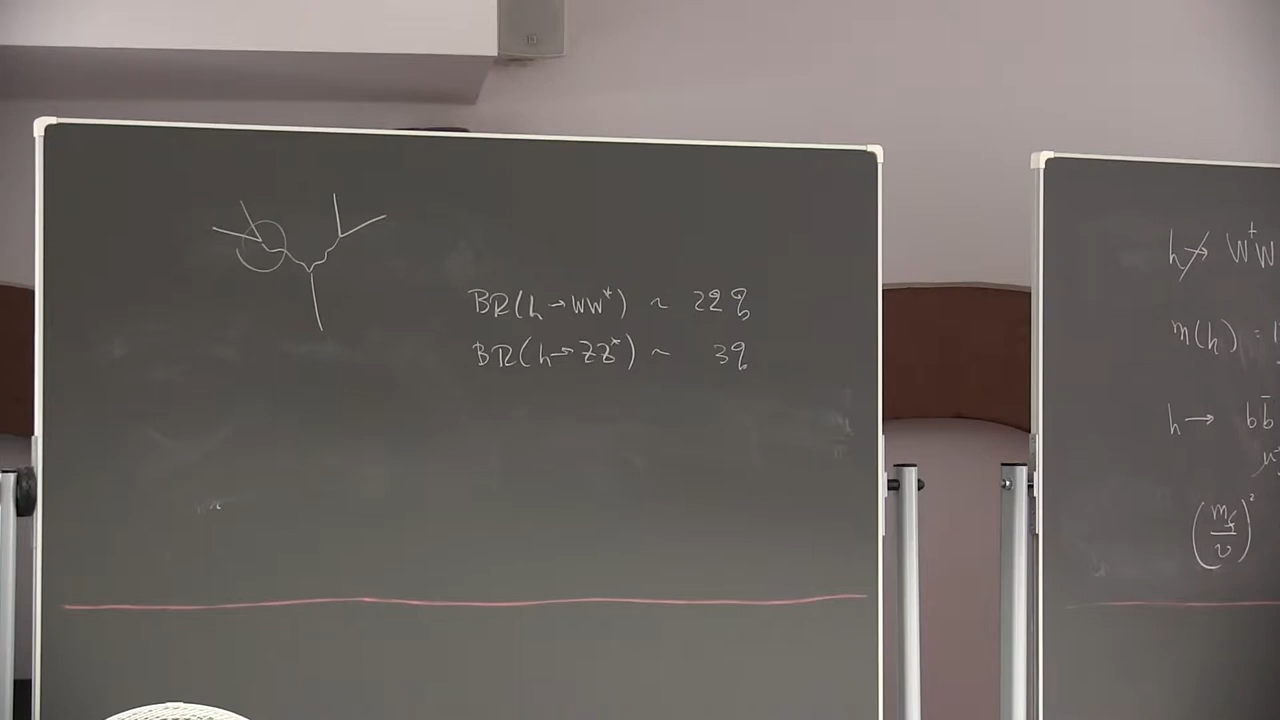 BR(h→WW*) ~ 22%
BR(h→ZZ*) ~ 3%
h↛ W⁺W
m(h) =
h→ bb̄
(m_f/v)²